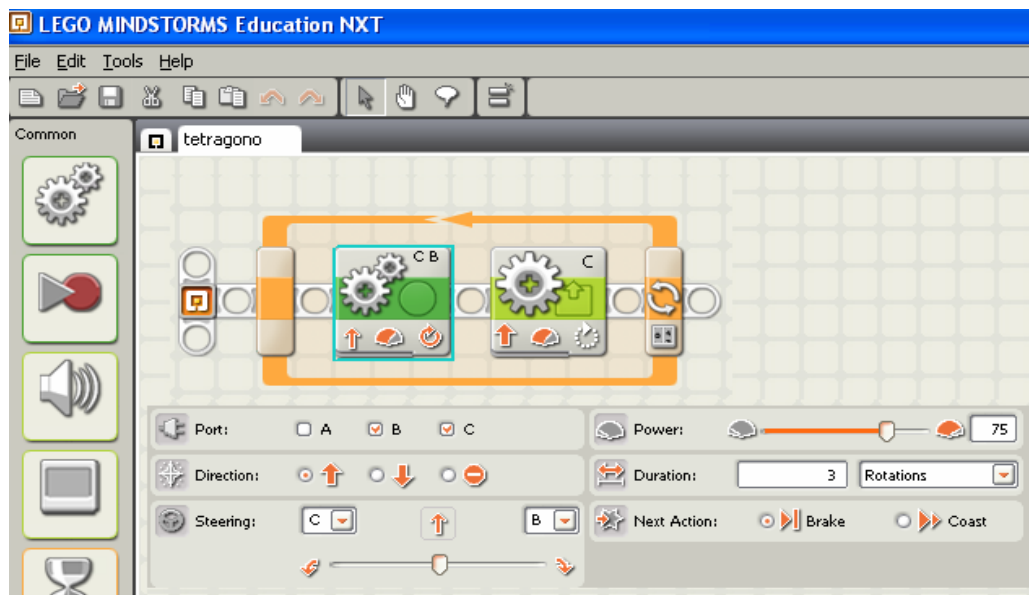 LEGO MINDSTORMS Education NXT
File Edit Tools Help
Common
tetragono
C B
C
Port: A B C
Power: 75
Direction:
Duration: 3 Rotations
Steering: C B
Next Action: Brake Coast